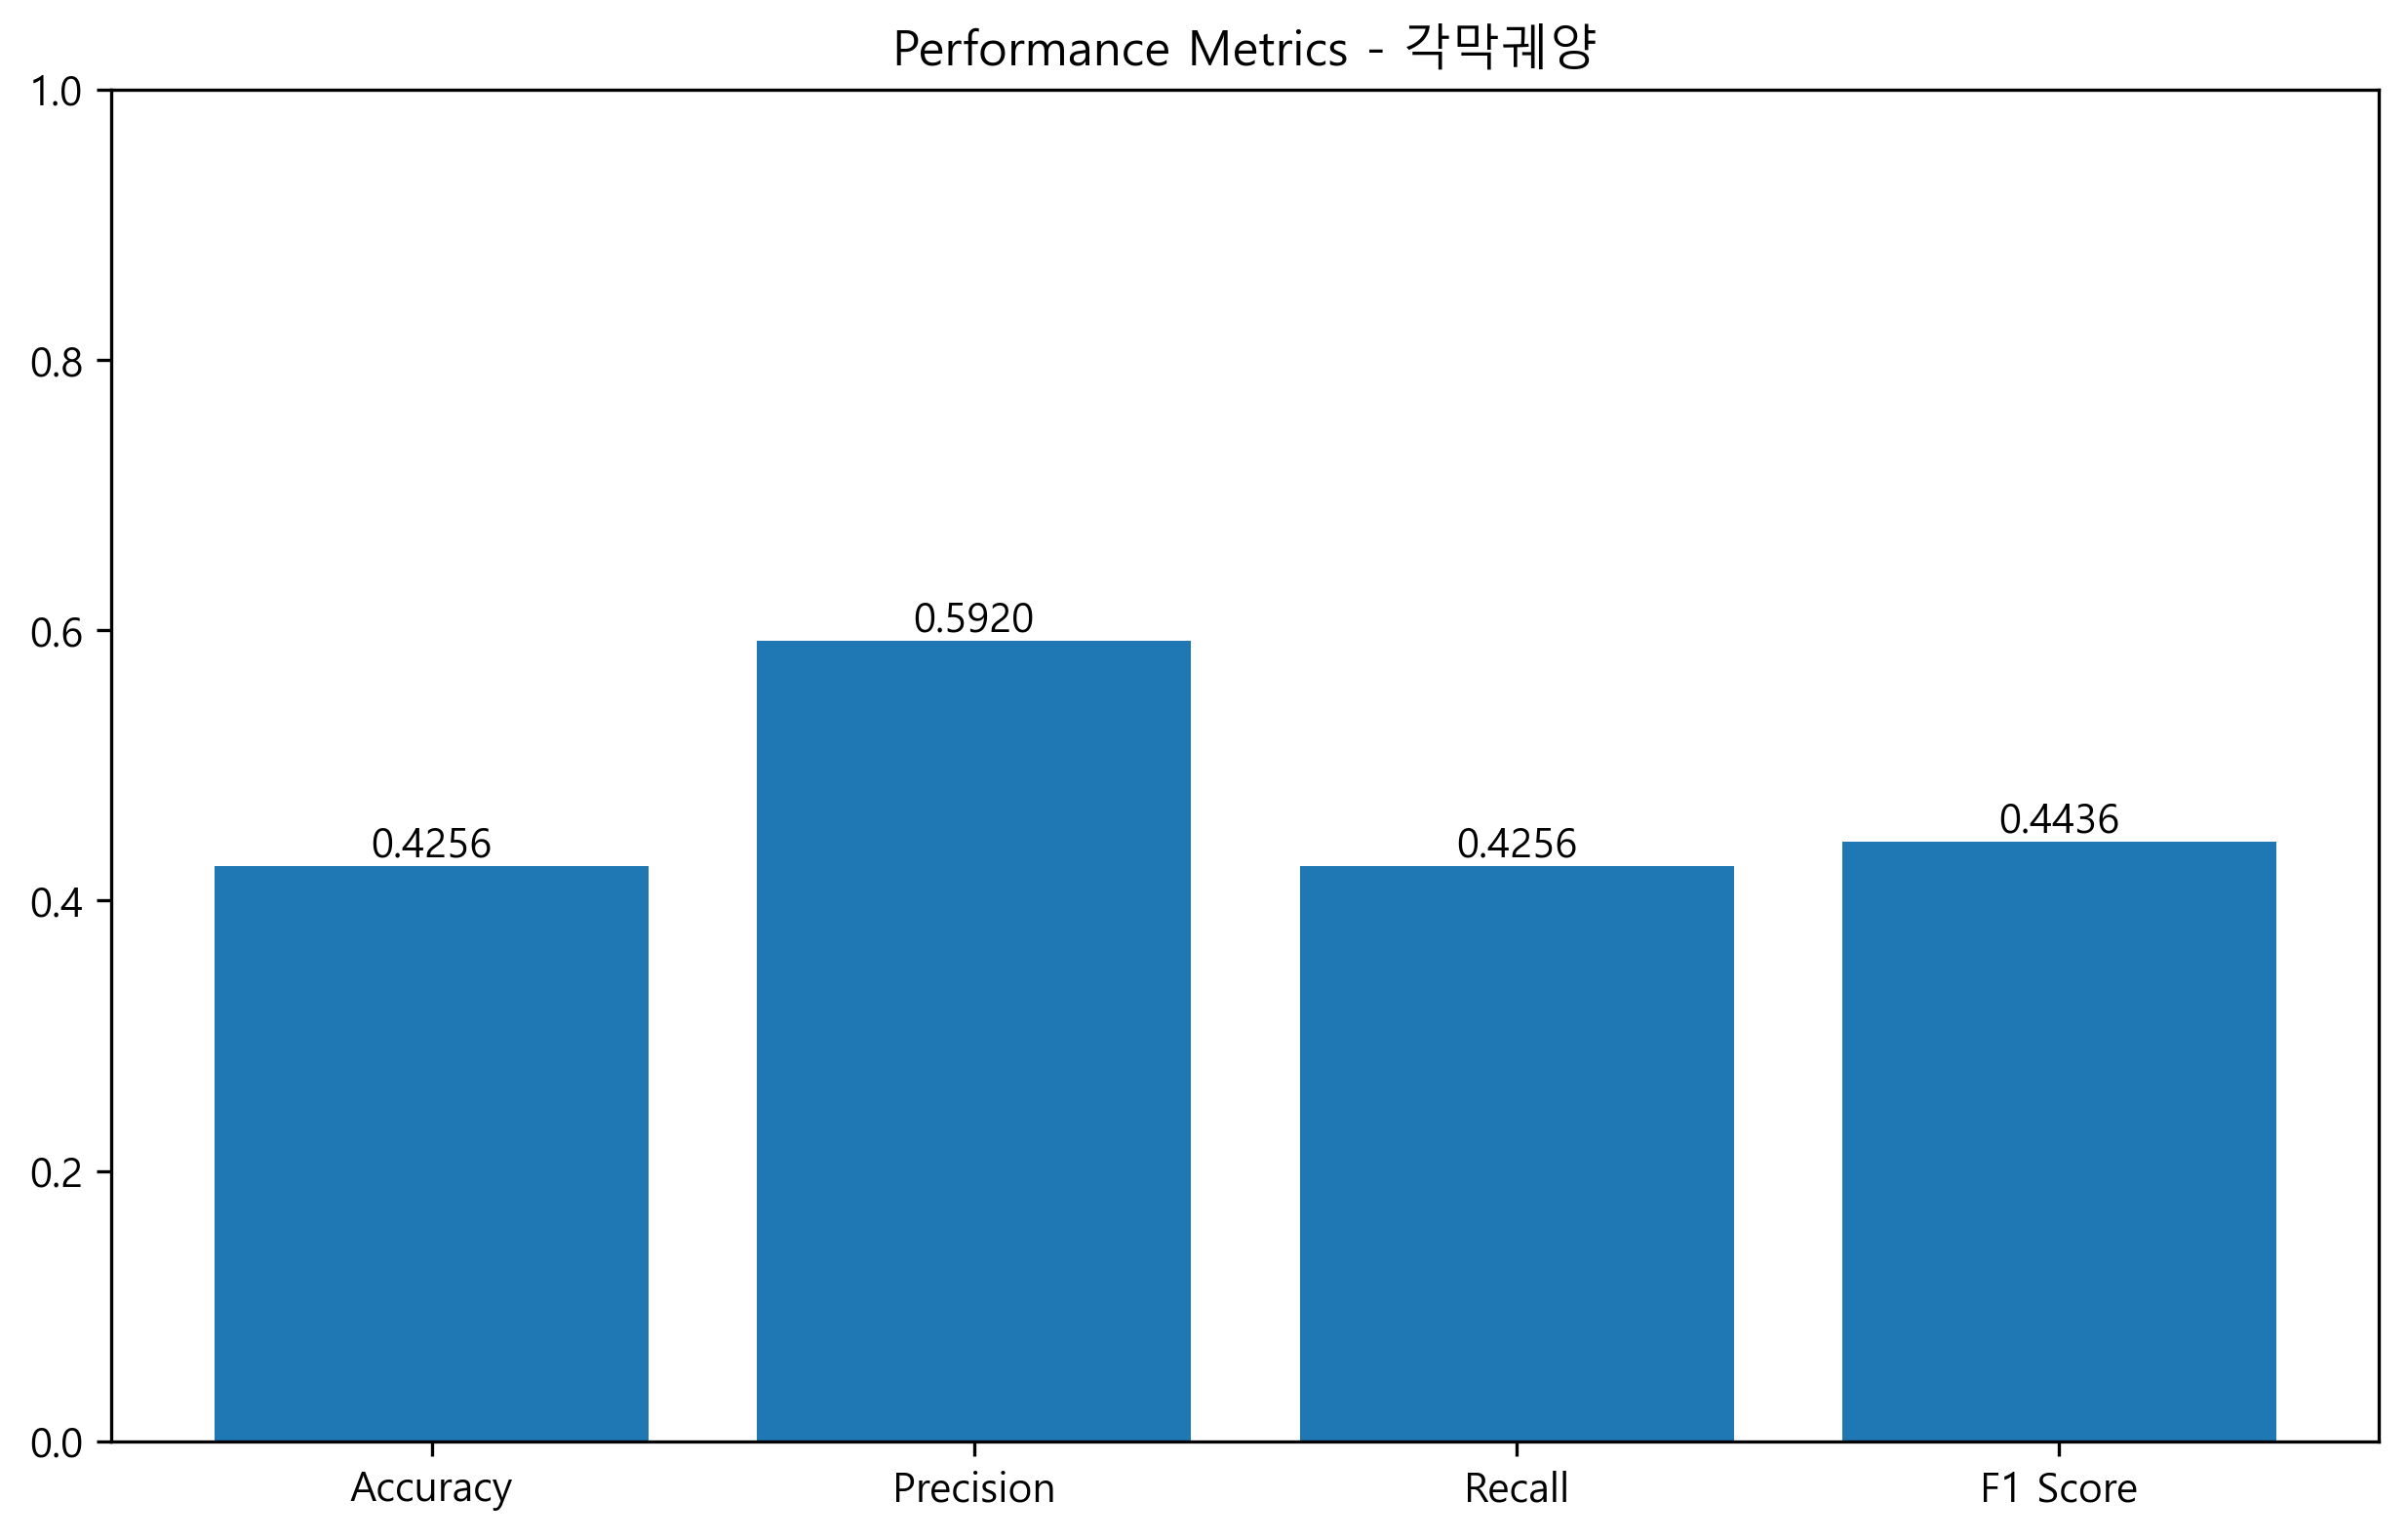 Performance Metrics - 각막궤양
1.0
0.8
0.6
0.4
0.2
0.0
0.4256
0.5920
0.4256
0.4436
Accuracy
Precision
Recall
F1 Score